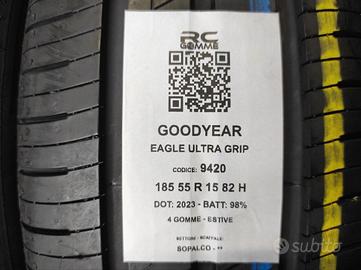 RC
GOMME
GOODYEAR
EAGLE ULTRA GRIP
CODICE: 9420
185 55 R 15 82 H
DOT: 2023 - BATT: 98%
4 GOMME - ESTIVE
SOPALCO - **
subito